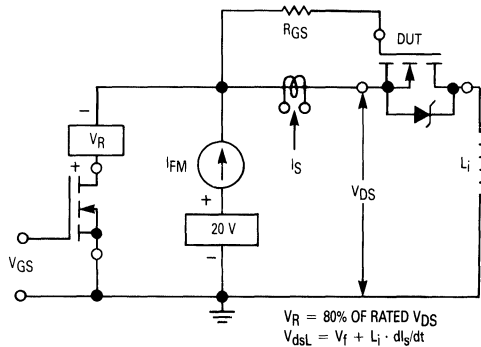 RGS
DUT
–
VR
+
IFM
IS
+
20 V
–
VDS
Li
VGS
VR = 80% OF RATED VDS
VdsL = Vf + Li · dIs/dt